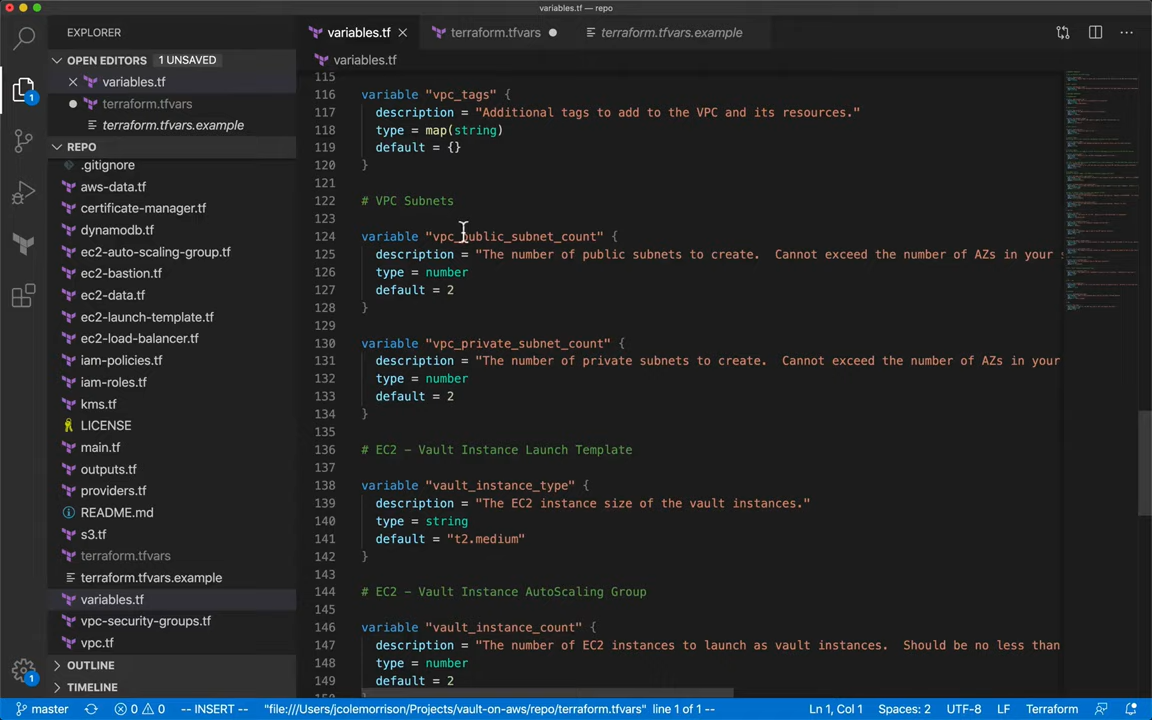 variables.tf — repo
EXPLORER
variables.tf
terraform.tfvars
terraform.tfvars.example
OPEN EDITORS 1 UNSAVED
variables.tf
terraform.tfvars
terraform.tfvars.example
REPO
.gitignore
aws-data.tf
certificate-manager.tf
dynamodb.tf
ec2-auto-scaling-group.tf
ec2-bastion.tf
ec2-data.tf
ec2-launch-template.tf
ec2-load-balancer.tf
iam-policies.tf
iam-roles.tf
kms.tf
LICENSE
main.tf
outputs.tf
providers.tf
README.md
s3.tf
terraform.tfvars
terraform.tfvars.example
variables.tf
vpc-security-groups.tf
vpc.tf
OUTLINE
TIMELINE
1
1
variables.tf
115
116 variable "vpc_tags" {
117 description = "Additional tags to add to the VPC and its resources."
118 type = map(string)
119 default = {}
120 }
121
122 # VPC Subnets
123
124 variable "vpc_public_subnet_count" {
125 description = "The number of public subnets to create.  Cannot exceed the number of AZs in your
126 type = number
127 default = 2
128 }
129
130 variable "vpc_private_subnet_count" {
131 description = "The number of private subnets to create.  Cannot exceed the number of AZs in your
132 type = number
133 default = 2
134 }
135
136 # EC2 - Vault Instance Launch Template
137
138 variable "vault_instance_type" {
139 description = "The EC2 instance size of the vault instances."
140 type = string
141 default = "t2.medium"
142 }
143
144 # EC2 - Vault Instance AutoScaling Group
145
146 variable "vault_instance_count" {
147 description = "The number of EC2 instances to launch as vault instances.  Should be no less than
148 type = number
149 default = 2
master 0 0 -- INSERT -- "file:///Users/jcolemorrison/Projects/vault-on-aws/repo/terraform.tfvars" line 1 of 1 -- Ln 1, Col 1 Spaces: 2 UTF-8 LF Terraform